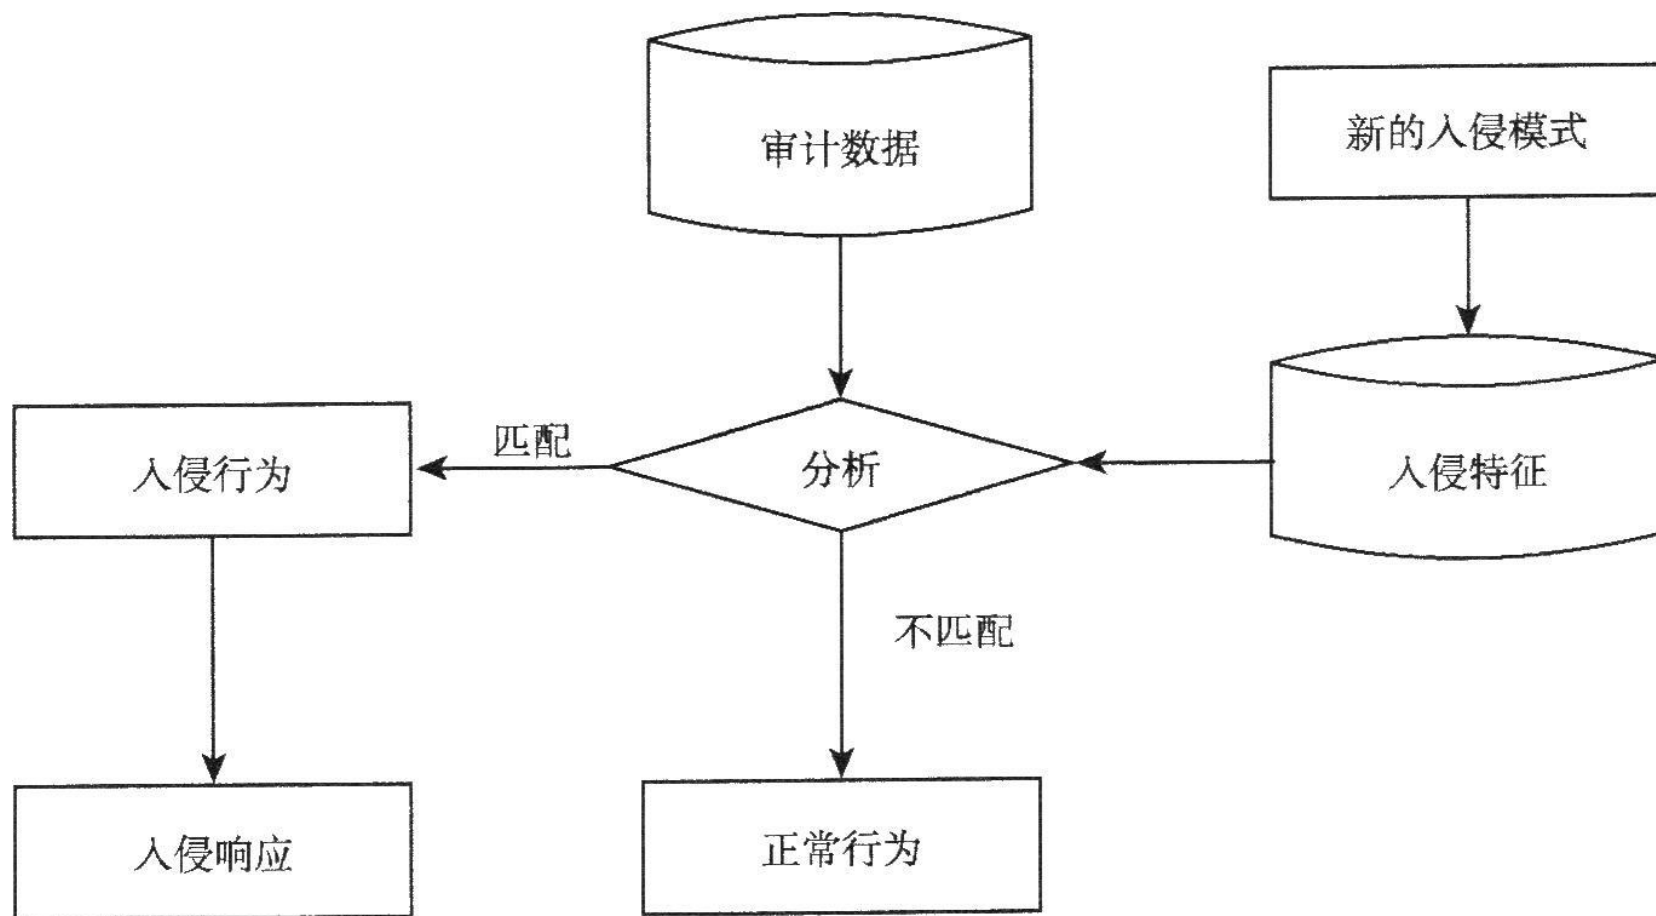 审计数据
新的入侵模式
匹配
入侵行为
分析
入侵特征
不匹配
入侵响应
正常行为